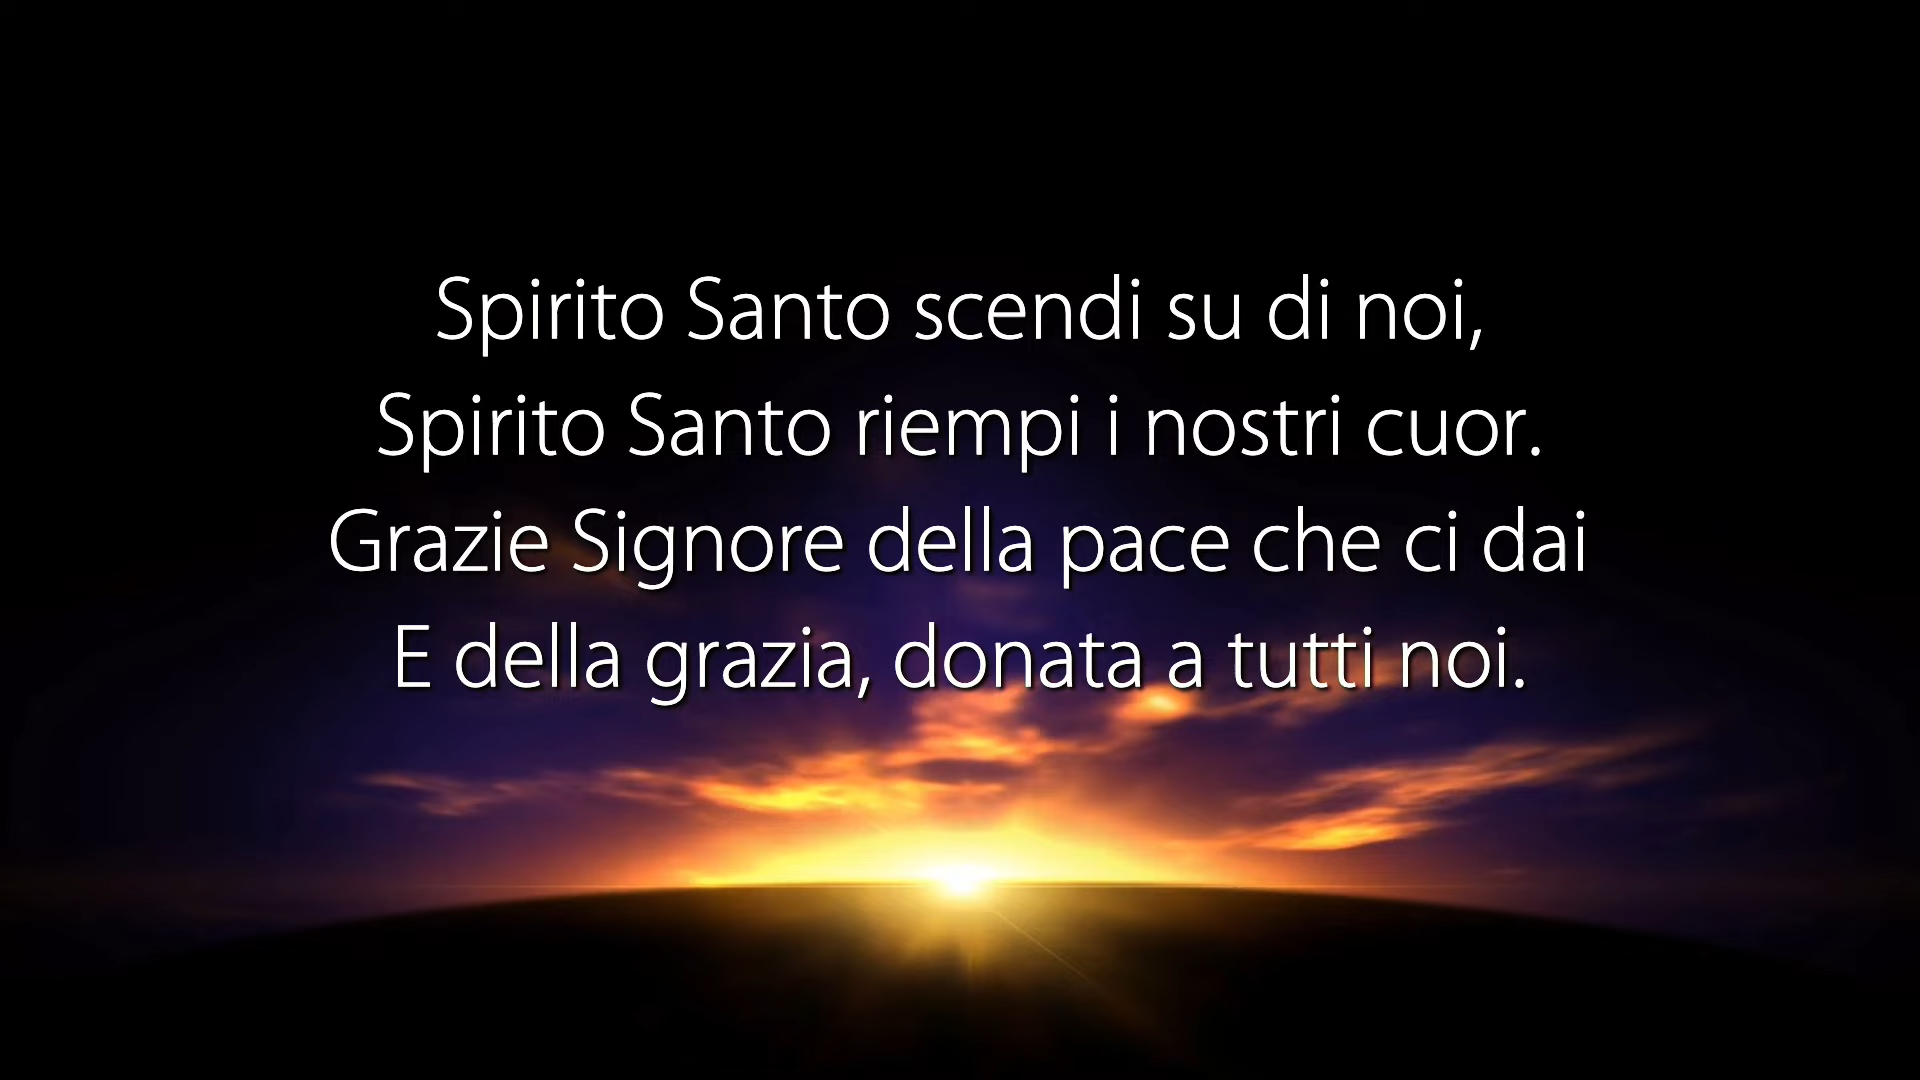 Spirito Santo scendi su di noi,
Spirito Santo riempi i nostri cuor.
Grazie Signore della pace che ci dai
E della grazia, donata a tutti noi.